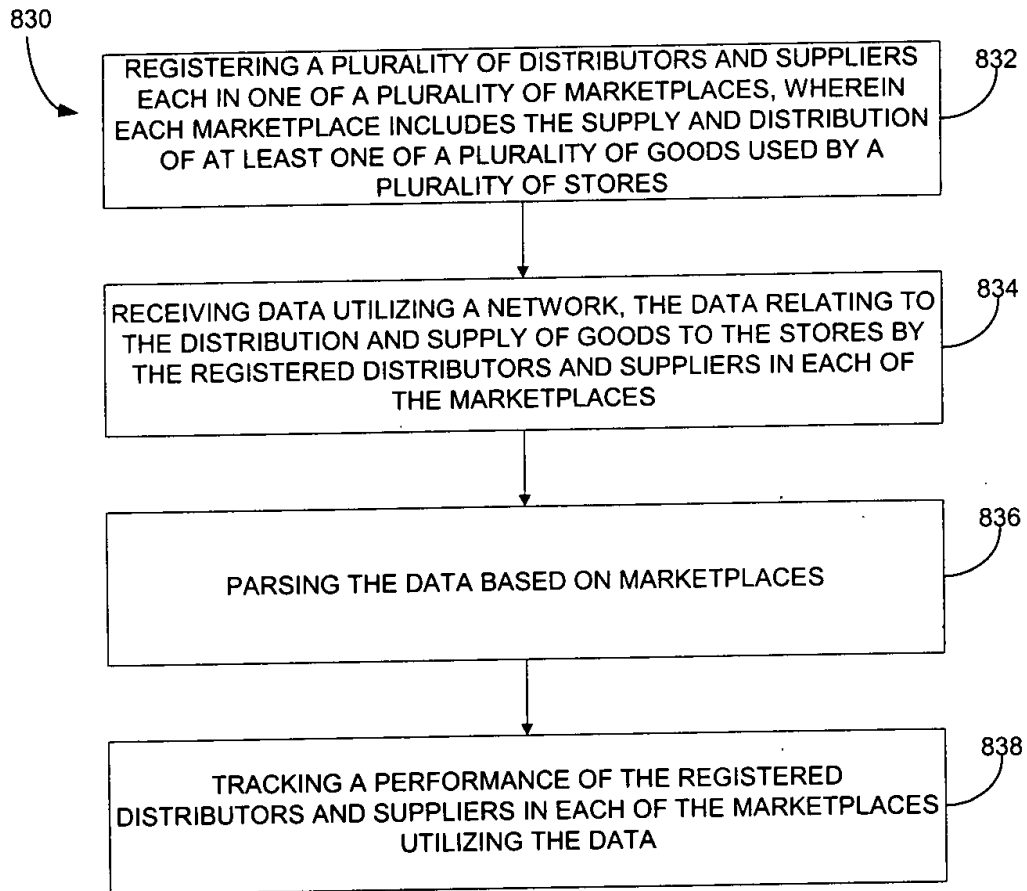 830
REGISTERING A PLURALITY OF DISTRIBUTORS AND SUPPLIERS
EACH IN ONE OF A PLURALITY OF MARKETPLACES, WHEREIN
EACH MARKETPLACE INCLUDES THE SUPPLY AND DISTRIBUTION
OF AT LEAST ONE OF A PLURALITY OF GOODS USED BY A
PLURALITY OF STORES
832
RECEIVING DATA UTILIZING A NETWORK, THE DATA RELATING TO
THE DISTRIBUTION AND SUPPLY OF GOODS TO THE STORES BY
THE REGISTERED DISTRIBUTORS AND SUPPLIERS IN EACH OF
THE MARKETPLACES
834
PARSING THE DATA BASED ON MARKETPLACES
836
TRACKING A PERFORMANCE OF THE REGISTERED
DISTRIBUTORS AND SUPPLIERS IN EACH OF THE MARKETPLACES
UTILIZING THE DATA
838